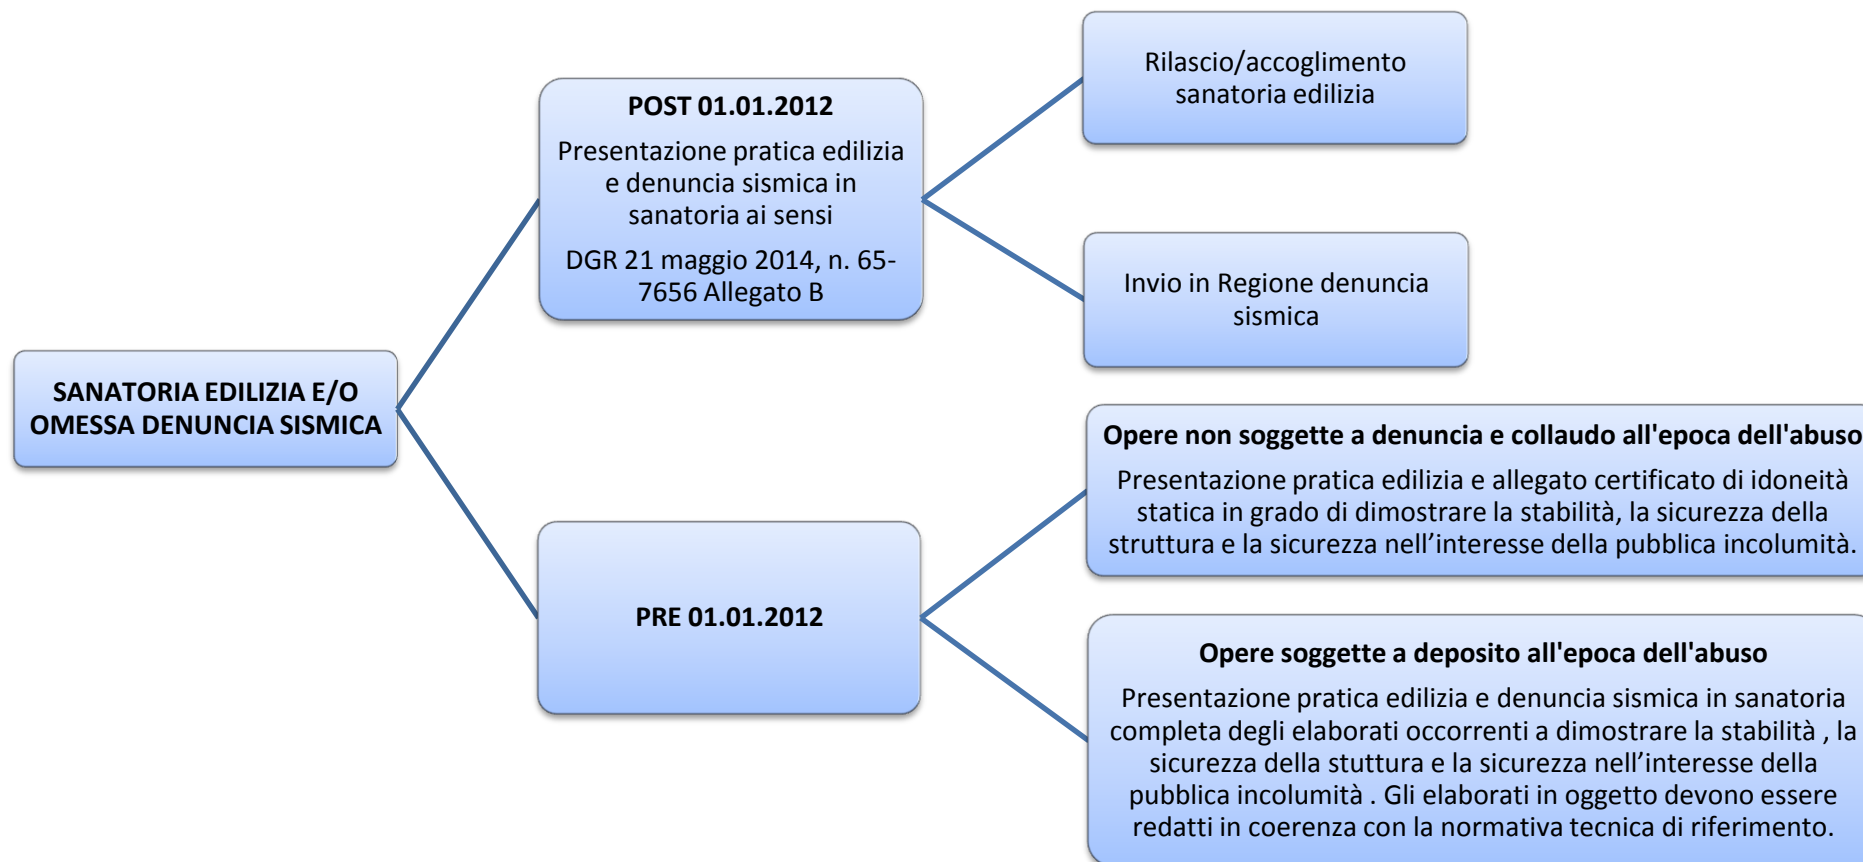 SANATORIA EDILIZIA E/O
OMESSA DENUNCIA SISMICA
POST 01.01.2012
Presentazione pratica edilizia
e denuncia sismica in
sanatoria ai sensi
DGR 21 maggio 2014, n. 65-
7656 Allegato B
Rilascio/accoglimento
sanatoria edilizia
Invio in Regione denuncia
sismica
PRE 01.01.2012
Opere non soggette a denuncia e collaudo all'epoca dell'abuso
Presentazione pratica edilizia e allegato certificato di idoneità
statica in grado di dimostrare la stabilità, la sicurezza della
struttura e la sicurezza nell’interesse della pubblica incolumità.
Opere soggette a deposito all'epoca dell'abuso
Presentazione pratica edilizia e denuncia sismica in sanatoria
completa degli elaborati occorrenti a dimostrare la stabilità , la
sicurezza della stuttura e la sicurezza nell’interesse della
pubblica incolumità . Gli elaborati in oggetto devono essere
redatti in coerenza con la normativa tecnica di riferimento.